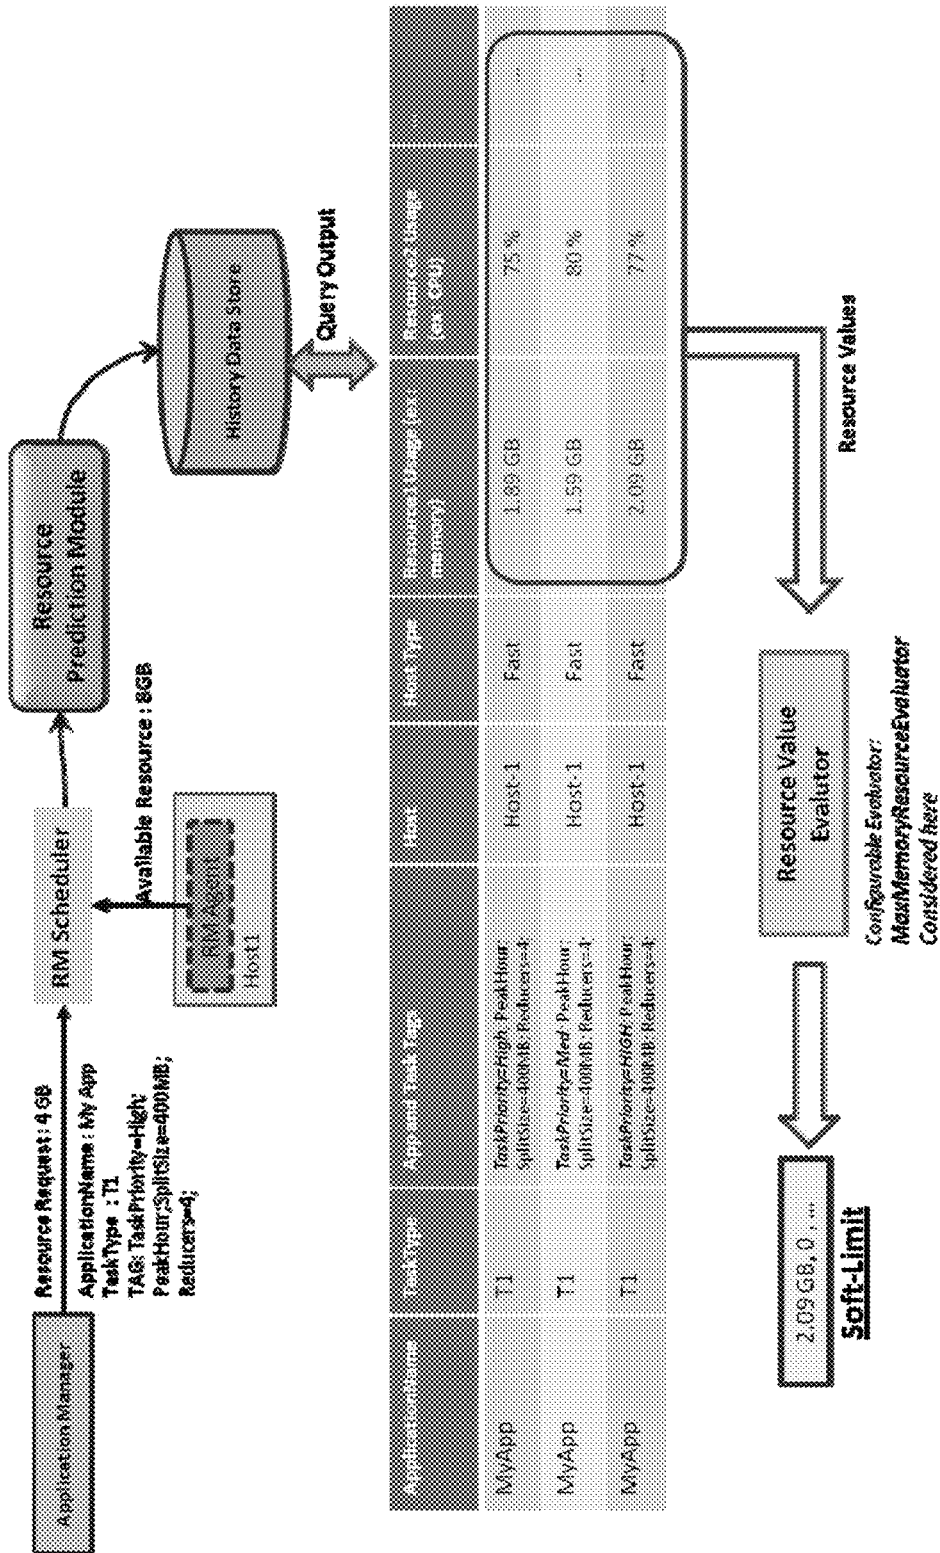 Application Manager
Resource Request : 4 GB
ApplicationName : My App
TaskType : T1
TAG: TaskPriority=High;
PeakHour;SplitSize=400MB;
Reducers=4;
RM Scheduler
Available Resource : 8GB
RM Agent
Host1
Resource
Prediction Module
History Data Store
Query Output
ApplicationName TaskType App and Task Tags Host Host Type Resource1Usage (ex: memory) Resource2 Usage (ex CPU) ...
MyApp T1 TaskPriority=High: PeakHour SplitSize=400MB: Reducers=4 Host-1 Fast 1.89 GB 75% ...
MyApp T1 TaskPriority=Med: PeakHour SplitSize=400MB: Reducers=4 Host-1 Fast 1.59 GB 80% ...
MyApp T1 TaskPriority=HIGH: PeakHour SplitSize=400MB: Reducers=4 Host-1 Fast 2.09 GB 77% ...
Resource Values
Resource Value
Evalutor
Configurable Evaluator:
MaxMemoryResourceEvaluator
Considered here
2.09 GB, 0 , ...
Soft-Limit